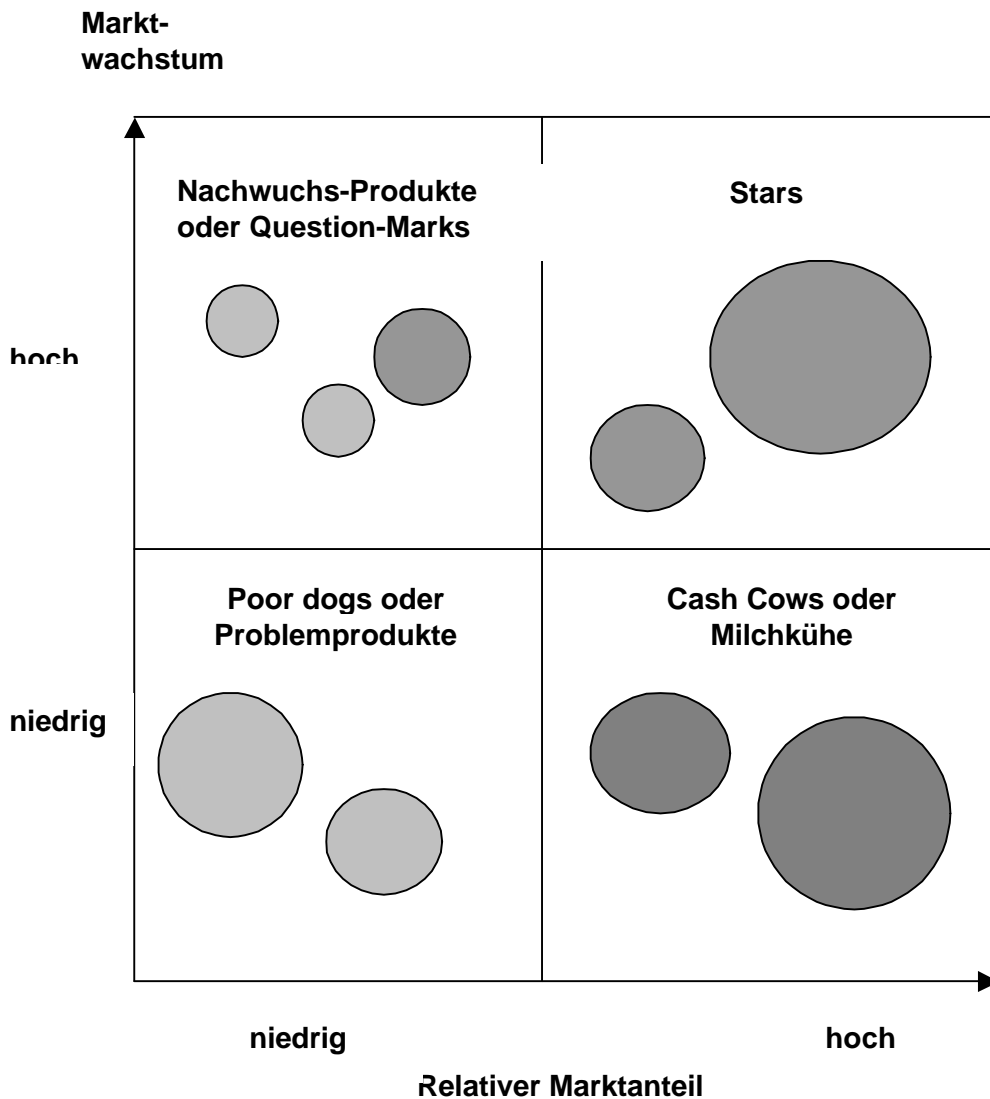 Markt-
wachstum
Nachwuchs-Produkte
oder Question-Marks
Stars
hoch
Poor dogs oder
Problemprodukte
Cash Cows oder
Milchkühe
niedrig
niedrig
hoch
Relativer Marktanteil